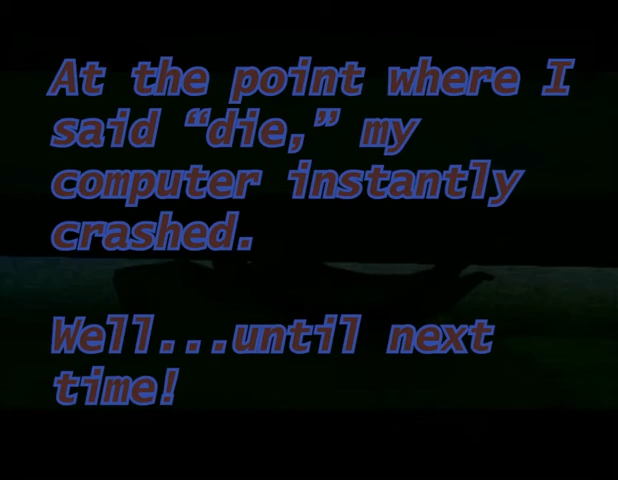 At the point where I
said “die,” my
computer instantly
crashed.
Well...until next
time!